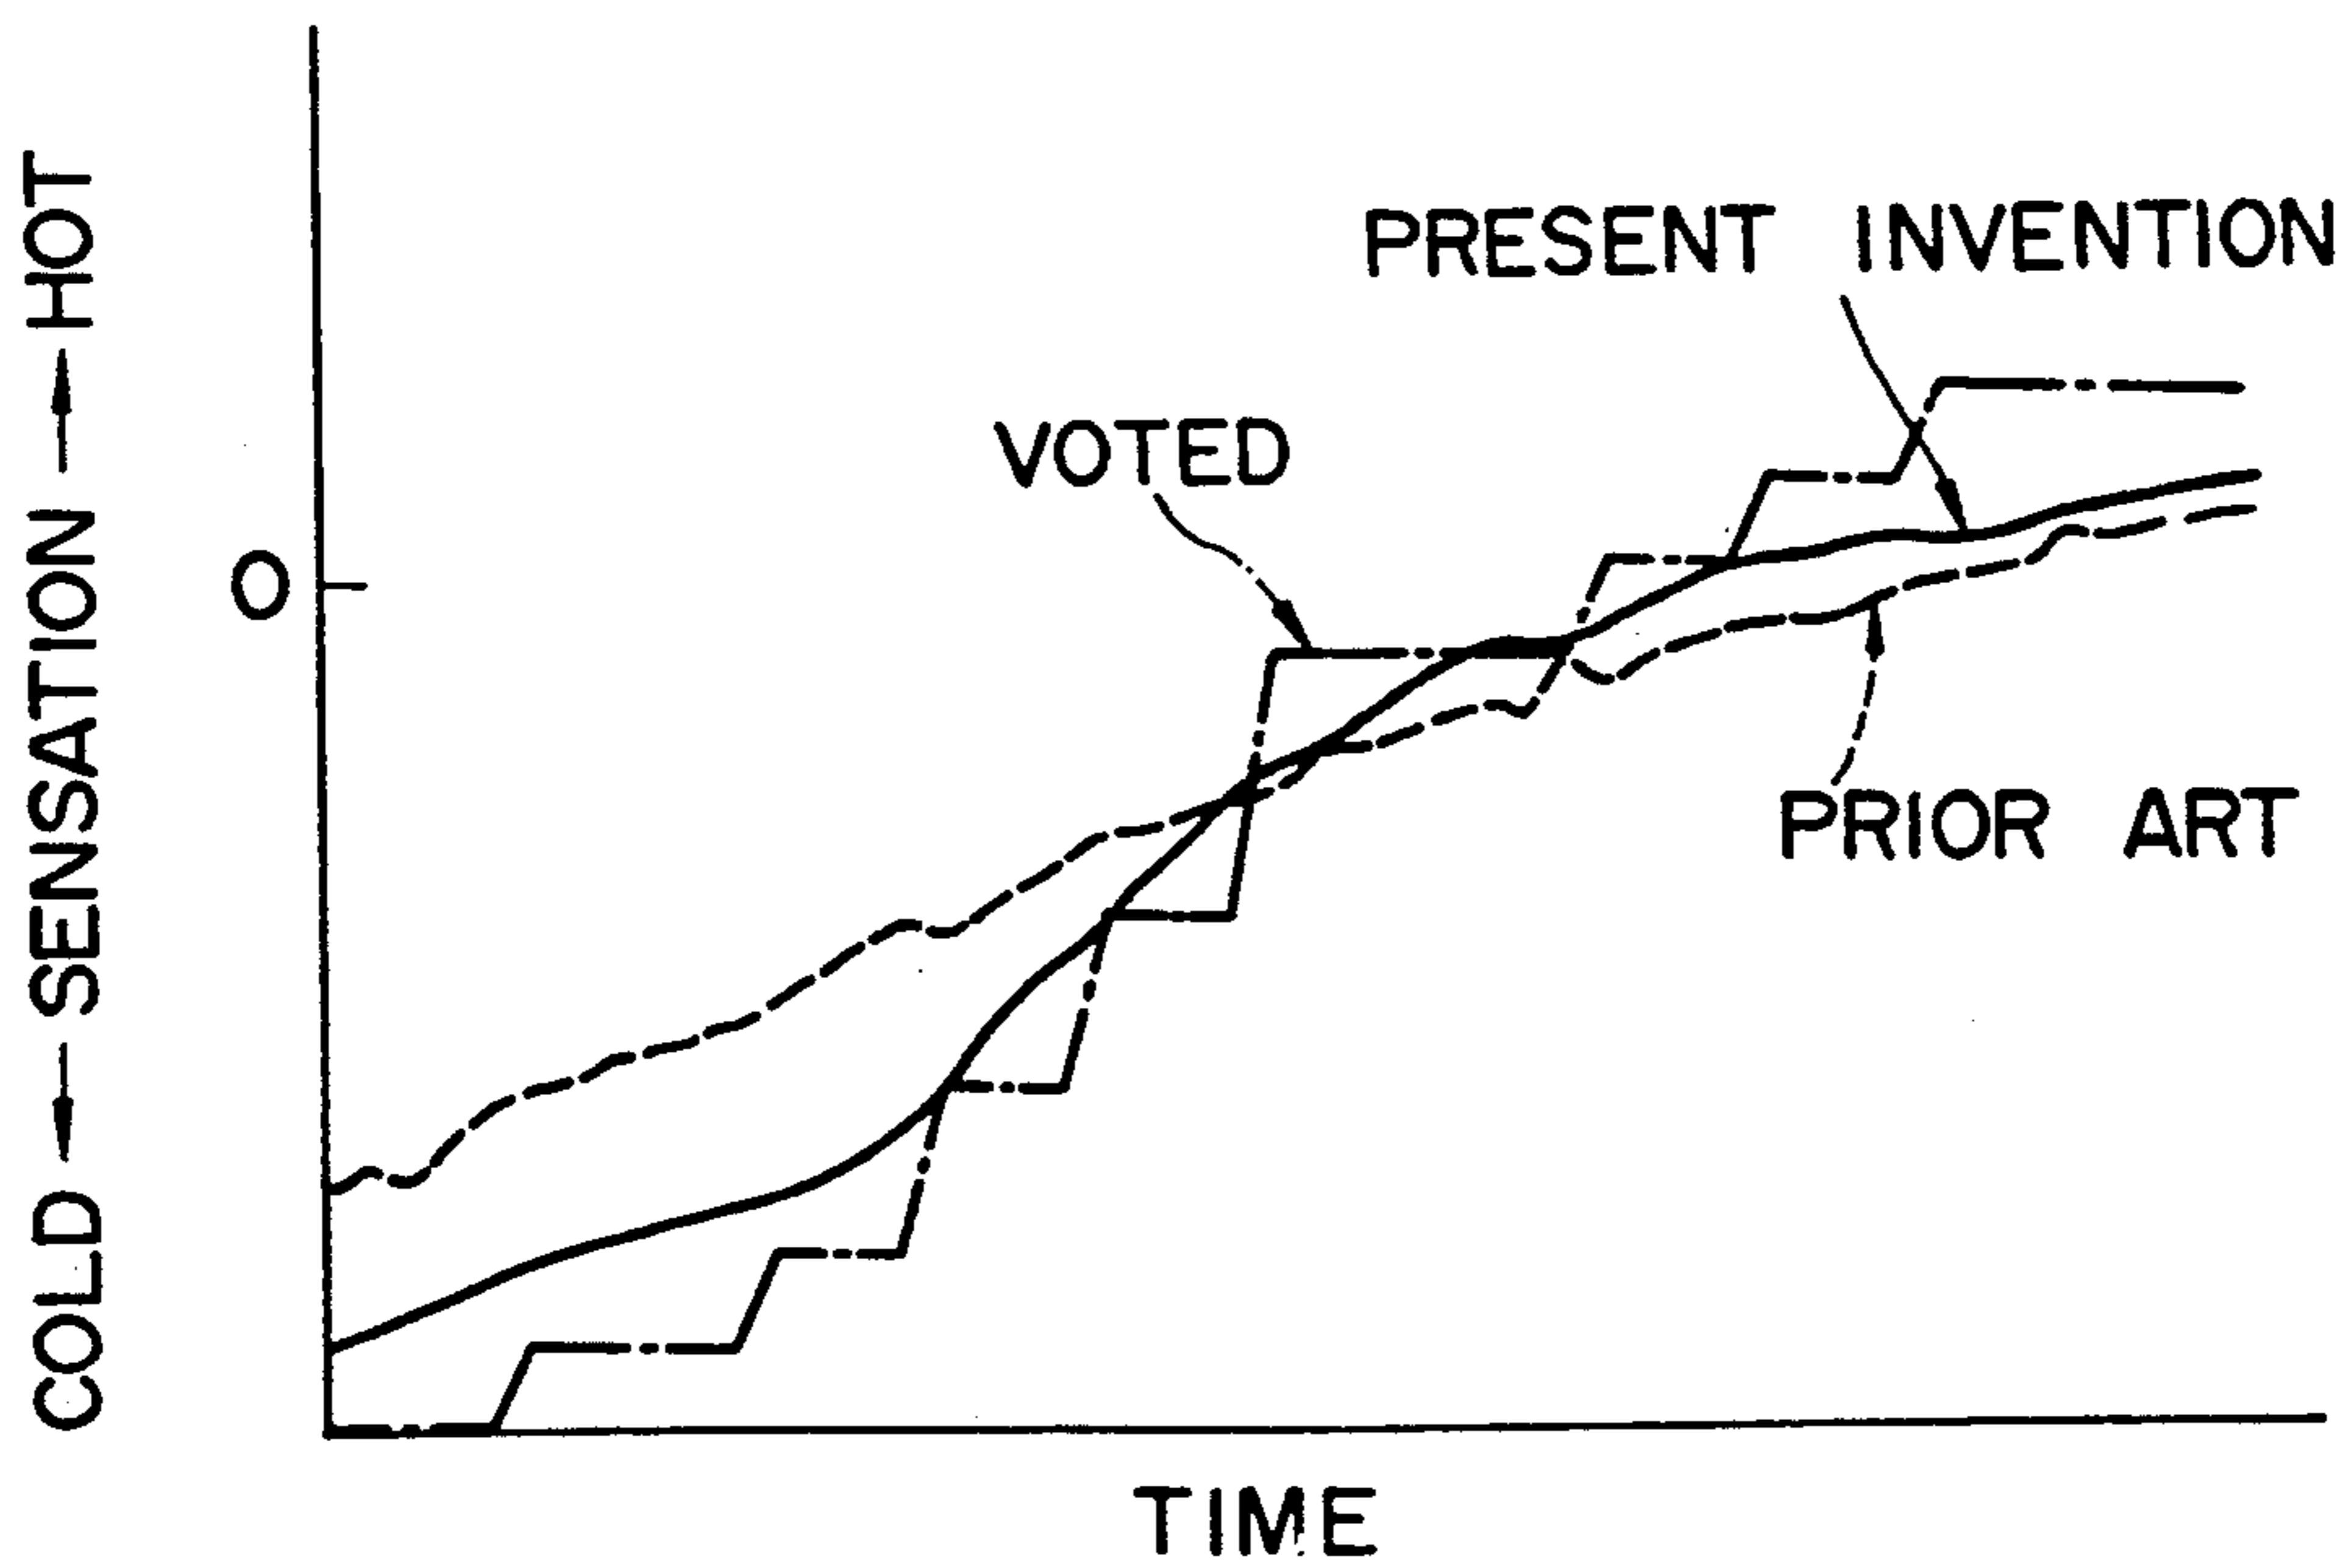 COLD ← SENSATION → HOT
O
PRESENT INVENTION
VOTED
PRIOR ART
TIME